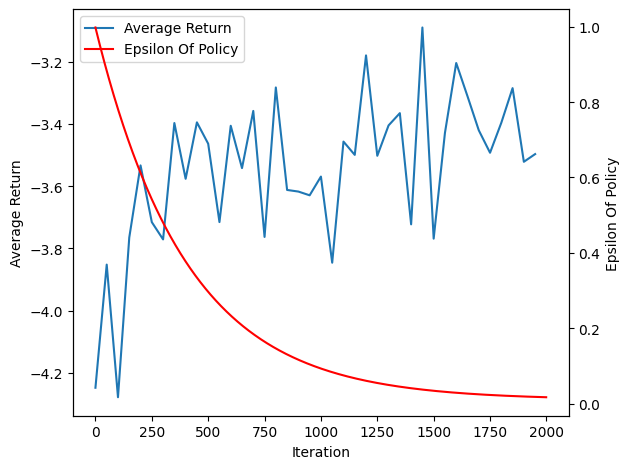 Average Return
Epsilon Of Policy
−3.2
−3.4
−3.6
−3.8
−4.0
−4.2
Average Return
1.0
0.8
0.6
0.4
0.2
0.0
Epsilon Of Policy
0 250 500 750 1000 1250 1500 1750 2000
Iteration